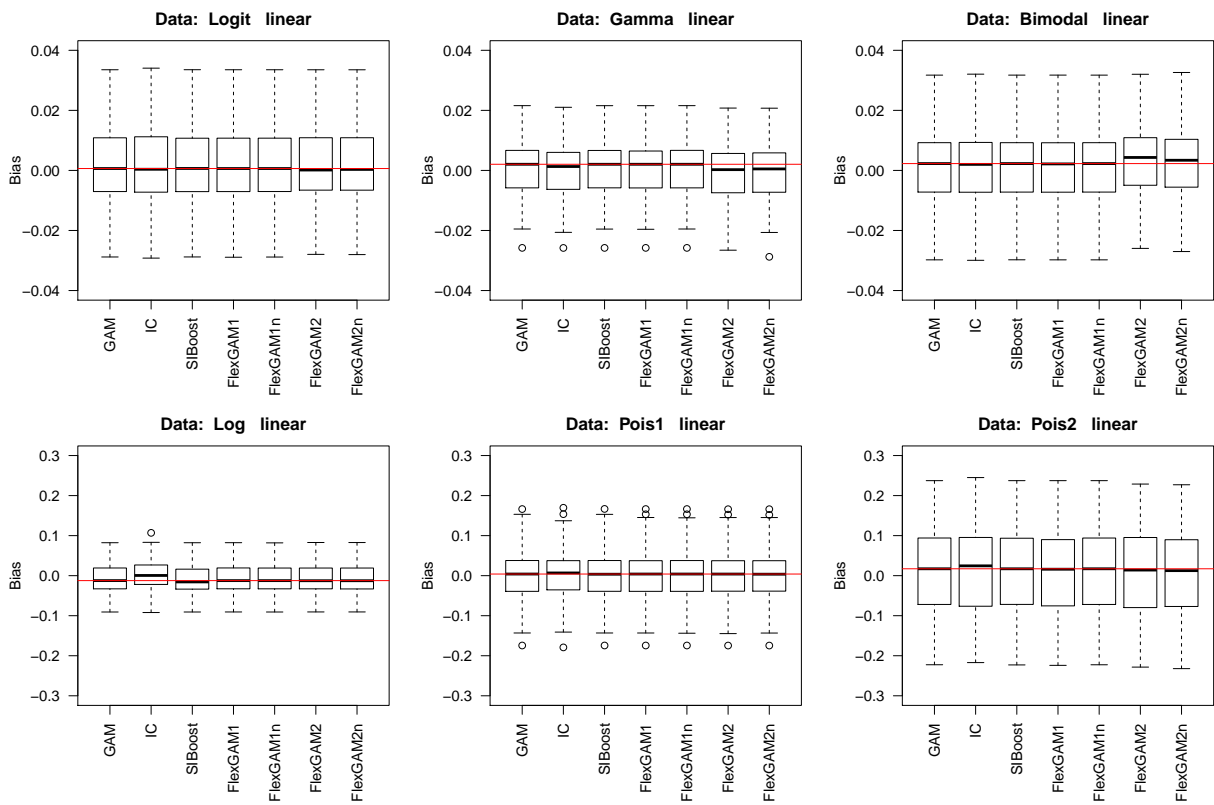 Data: Logit linear
Bias
0.04
0.02
0.00
−0.02
−0.04
GAM
IC
SIBoost
FlexGAM1
FlexGAM1n
FlexGAM2
FlexGAM2n
Data: Gamma linear
Bias
0.04
0.02
0.00
−0.02
−0.04
GAM
IC
SIBoost
FlexGAM1
FlexGAM1n
FlexGAM2
FlexGAM2n
Data: Bimodal linear
Bias
0.04
0.02
0.00
−0.02
−0.04
GAM
IC
SIBoost
FlexGAM1
FlexGAM1n
FlexGAM2
FlexGAM2n
Data: Log linear
Bias
0.3
0.2
0.1
0.0
−0.1
−0.2
−0.3
GAM
IC
SIBoost
FlexGAM1
FlexGAM1n
FlexGAM2
FlexGAM2n
Data: Pois1 linear
Bias
0.3
0.2
0.1
0.0
−0.1
−0.2
−0.3
GAM
IC
SIBoost
FlexGAM1
FlexGAM1n
FlexGAM2
FlexGAM2n
Data: Pois2 linear
Bias
0.3
0.2
0.1
0.0
−0.1
−0.2
−0.3
GAM
IC
SIBoost
FlexGAM1
FlexGAM1n
FlexGAM2
FlexGAM2n